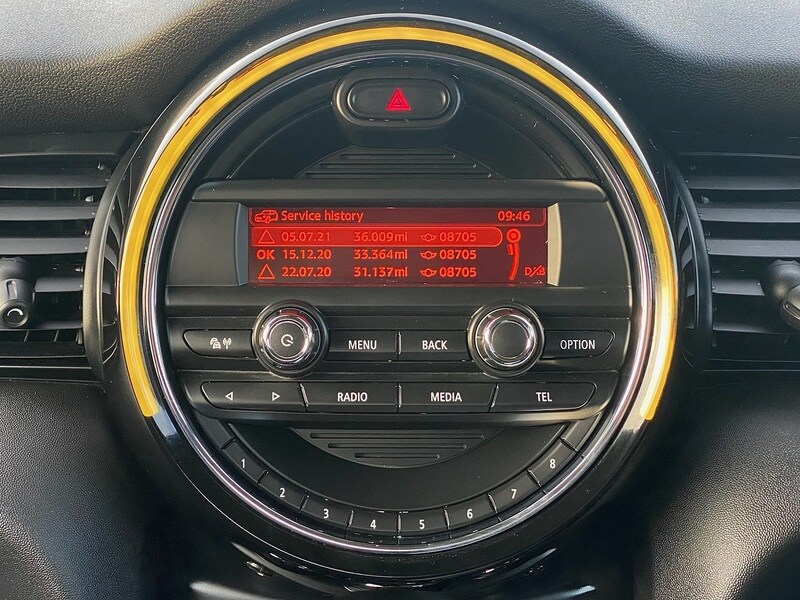 Service history 09:46
05.07.21 36.009mi 08705
OK 15.12.20 33.364mi 08705
22.07.20 31.137mi 08705
MENU BACK OPTION
RADIO MEDIA TEL
1 2 3 4 5 6 7 8